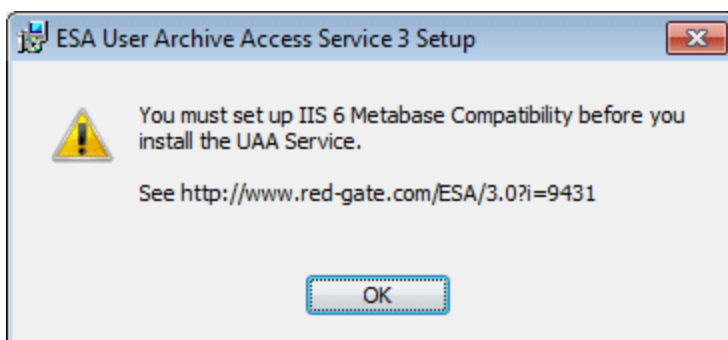 ESA User Archive Access Service 3 Setup
You must set up IIS 6 Metabase Compatibility before you
install the UAA Service.
See http://www.red-gate.com/ESA/3.0?i=9431
OK